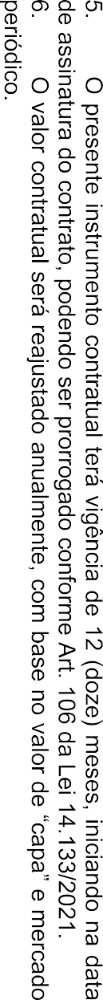 5. O presente instrumento contratual terá vigência de 12 (doze) meses, iniciando na data
de assinatura do contrato, podendo ser prorrogado conforme Art. 106 da Lei 14.133/2021.
6. O valor contratual será reajustado anualmente, com base no valor de “capa” e mercado
periódico.